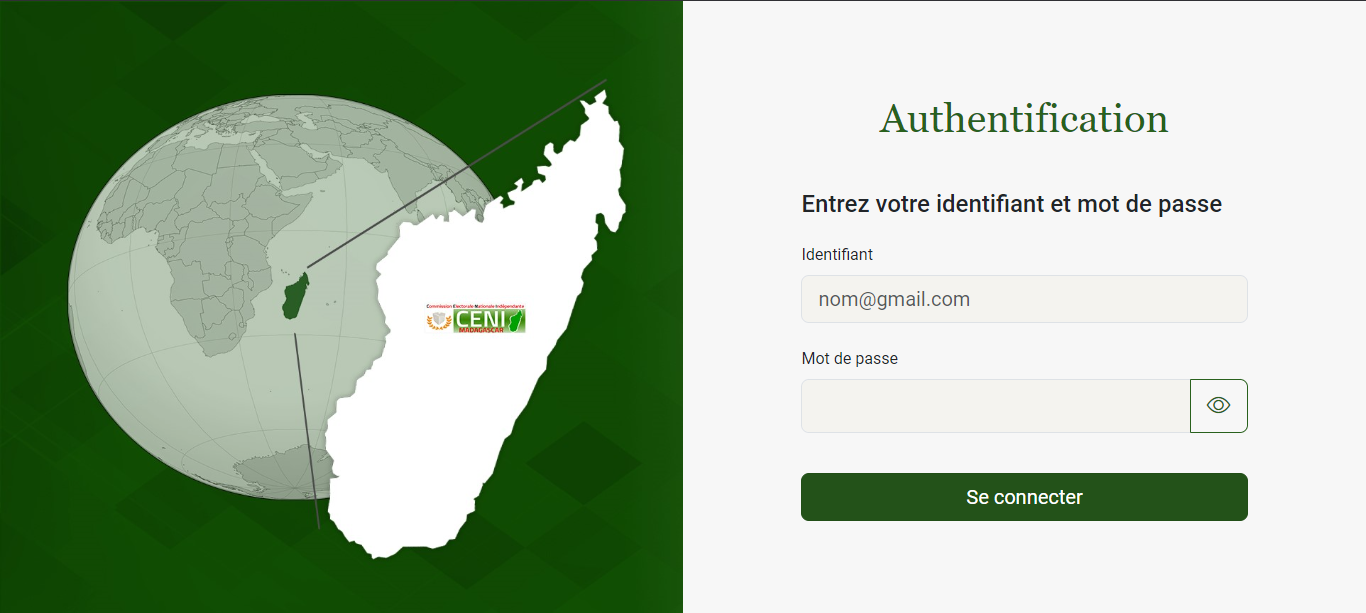 Commission Electorale Nationale Indépendante
CENI
MADAGASCAR
Authentification
Entrez votre identifiant et mot de passe
Identifiant
nom@gmail.com
Mot de passe
Se connecter